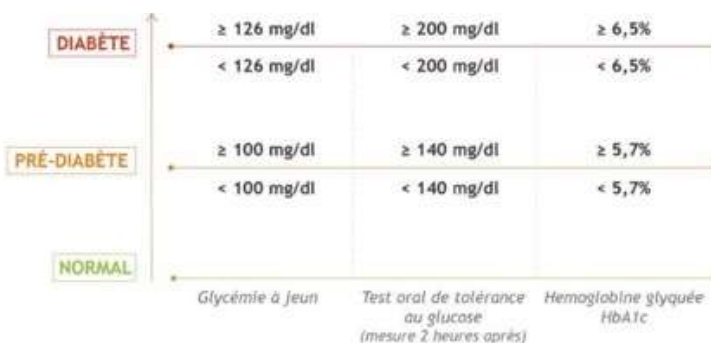 ≥ 126 mg/dl ≥ 200 mg/dl ≥ 6,5%
DIABÈTE
< 126 mg/dl < 200 mg/dl < 6,5%
≥ 100 mg/dl ≥ 140 mg/dl ≥ 5,7%
PRÉ-DIABÈTE
< 100 mg/dl < 140 mg/dl < 5,7%
NORMAL
Glycémie à jeun Test oral de tolérance Hemoglobine glyquée
au glucose HbA1c
(mesure 2 heures après)